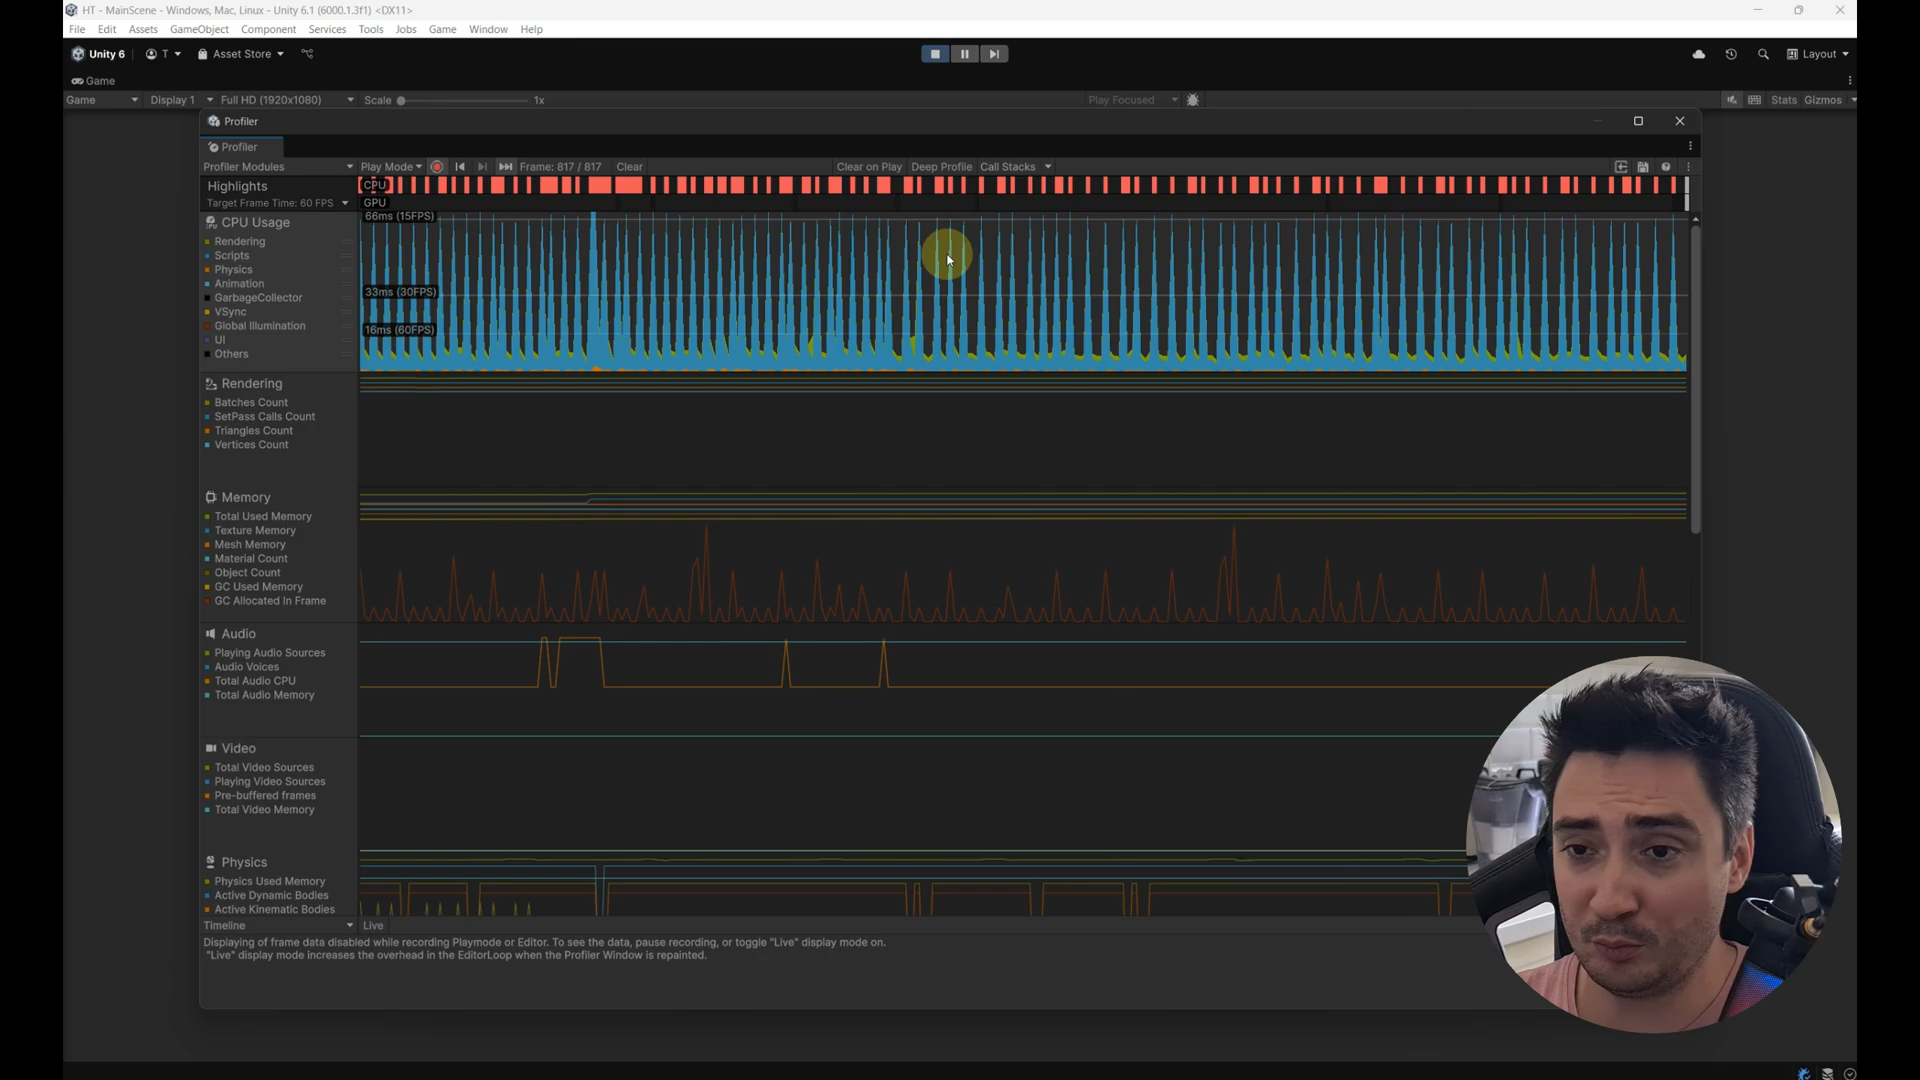 HT - MainScene - Windows, Mac, Linux - Unity 6.1 (6000.1.3f1) <DX11>
File Edit Assets GameObject Component Services Tools Jobs Game Window Help
Unity 6 T Asset Store Layout
Game
Game Display 1 Full HD (1920x1080) Scale 1x Play Focused Stats Gizmos
Profiler
Profiler
Profiler Modules Play Mode Frame: 817 / 817 Clear Clear on Play Deep Profile Call Stacks
Highlights CPU
Target Frame Time: 60 FPS GPU
66ms (15FPS)
CPU Usage
Rendering
Scripts
Physics
Animation
33ms (30FPS)
GarbageCollector
VSync
Global Illumination
16ms (60FPS)
UI
Others
Rendering
Batches Count
SetPass Calls Count
Triangles Count
Vertices Count
Memory
Total Used Memory
Texture Memory
Mesh Memory
Material Count
Object Count
GC Used Memory
GC Allocated In Frame
Audio
Playing Audio Sources
Audio Voices
Total Audio CPU
Total Audio Memory
Video
Total Video Sources
Playing Video Sources
Pre-buffered frames
Total Video Memory
Physics
Physics Used Memory
Active Dynamic Bodies
Active Kinematic Bodies
Timeline Live
Displaying of frame data disabled while recording Playmode or Editor. To see the data, pause recording, or toggle "Live" display mode on.
"Live" display mode increases the overhead in the EditorLoop when the Profiler Window is repainted.